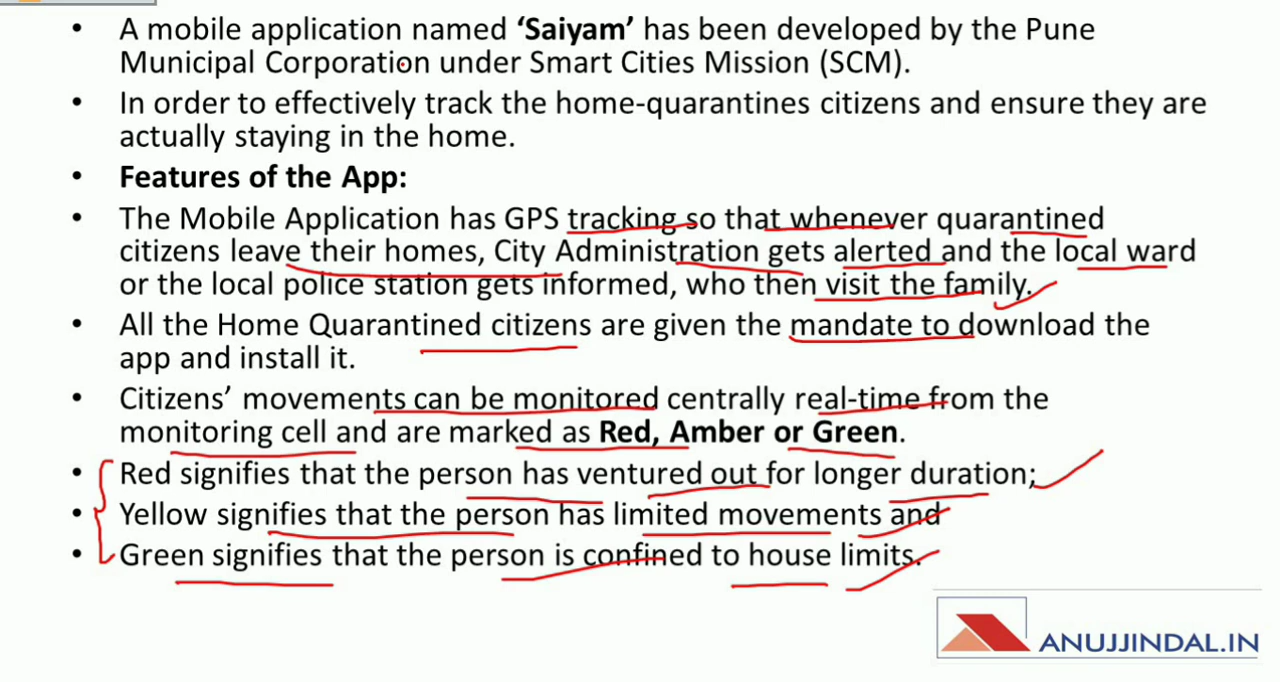 • A mobile application named ‘Saiyam’ has been developed by the Pune
Municipal Corporation under Smart Cities Mission (SCM).
• In order to effectively track the home-quarantines citizens and ensure they are
actually staying in the home.
• Features of the App:
• The Mobile Application has GPS tracking so that whenever quarantined
citizens leave their homes, City Administration gets alerted and the local ward
or the local police station gets informed, who then visit the family.
• All the Home Quarantined citizens are given the mandate to download the
app and install it.
• Citizens’ movements can be monitored centrally real-time from the
monitoring cell and are marked as Red, Amber or Green.
• Red signifies that the person has ventured out for longer duration;
• Yellow signifies that the person has limited movements and
• Green signifies that the person is confined to house limits.
ANUJJINDAL.IN